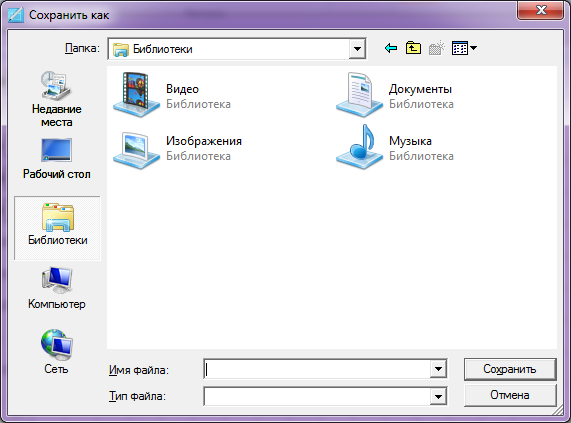 Сохранить как
Папка:
Библиотеки
Недавние
места
Рабочий стол
Библиотеки
Компьютер
Сеть
Видео
Библиотека
Документы
Библиотека
Изображения
Библиотека
Музыка
Библиотека
Имя файла:
Сохранить
Тип файла:
Отмена